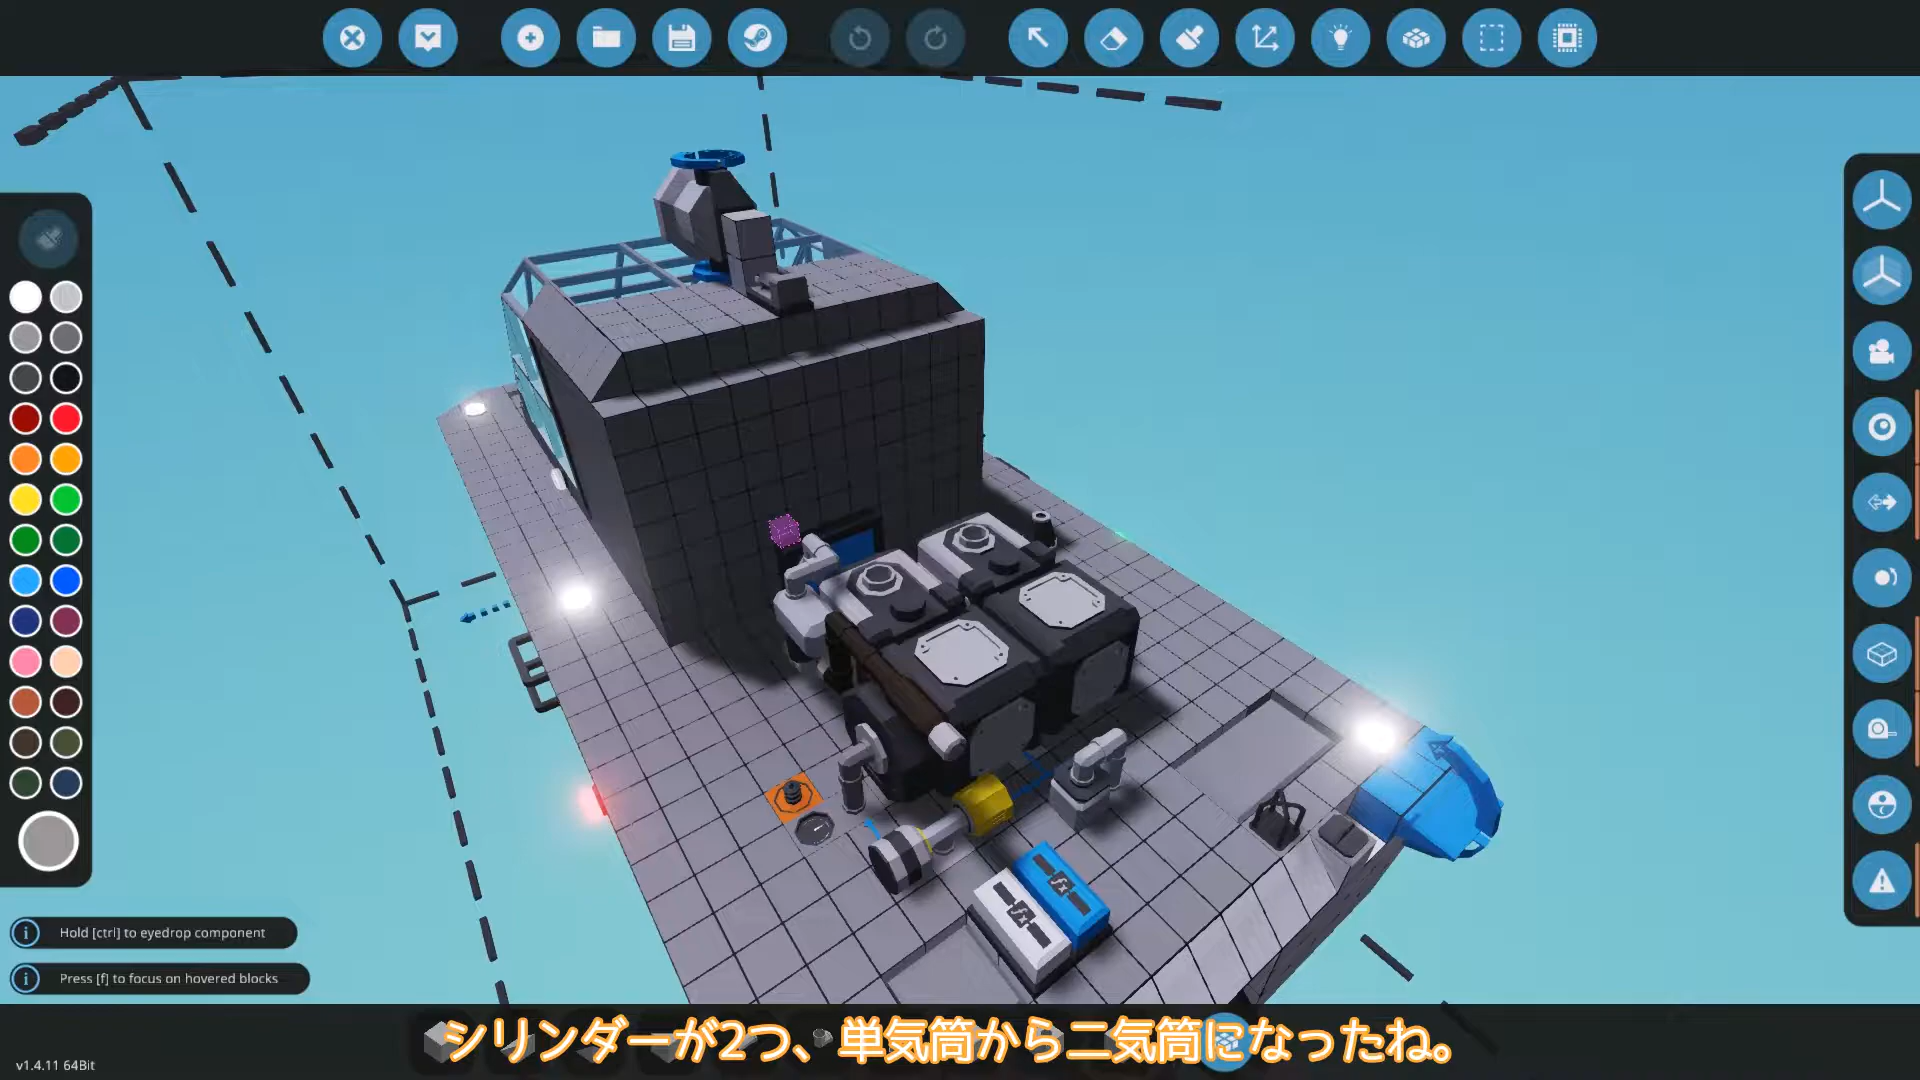 Hold [ctrl] to eyedrop component
Press [f] to focus on hovered blocks
シリンダーが2つ、単気筒から二気筒になったね。
v1.4.11 64Bit